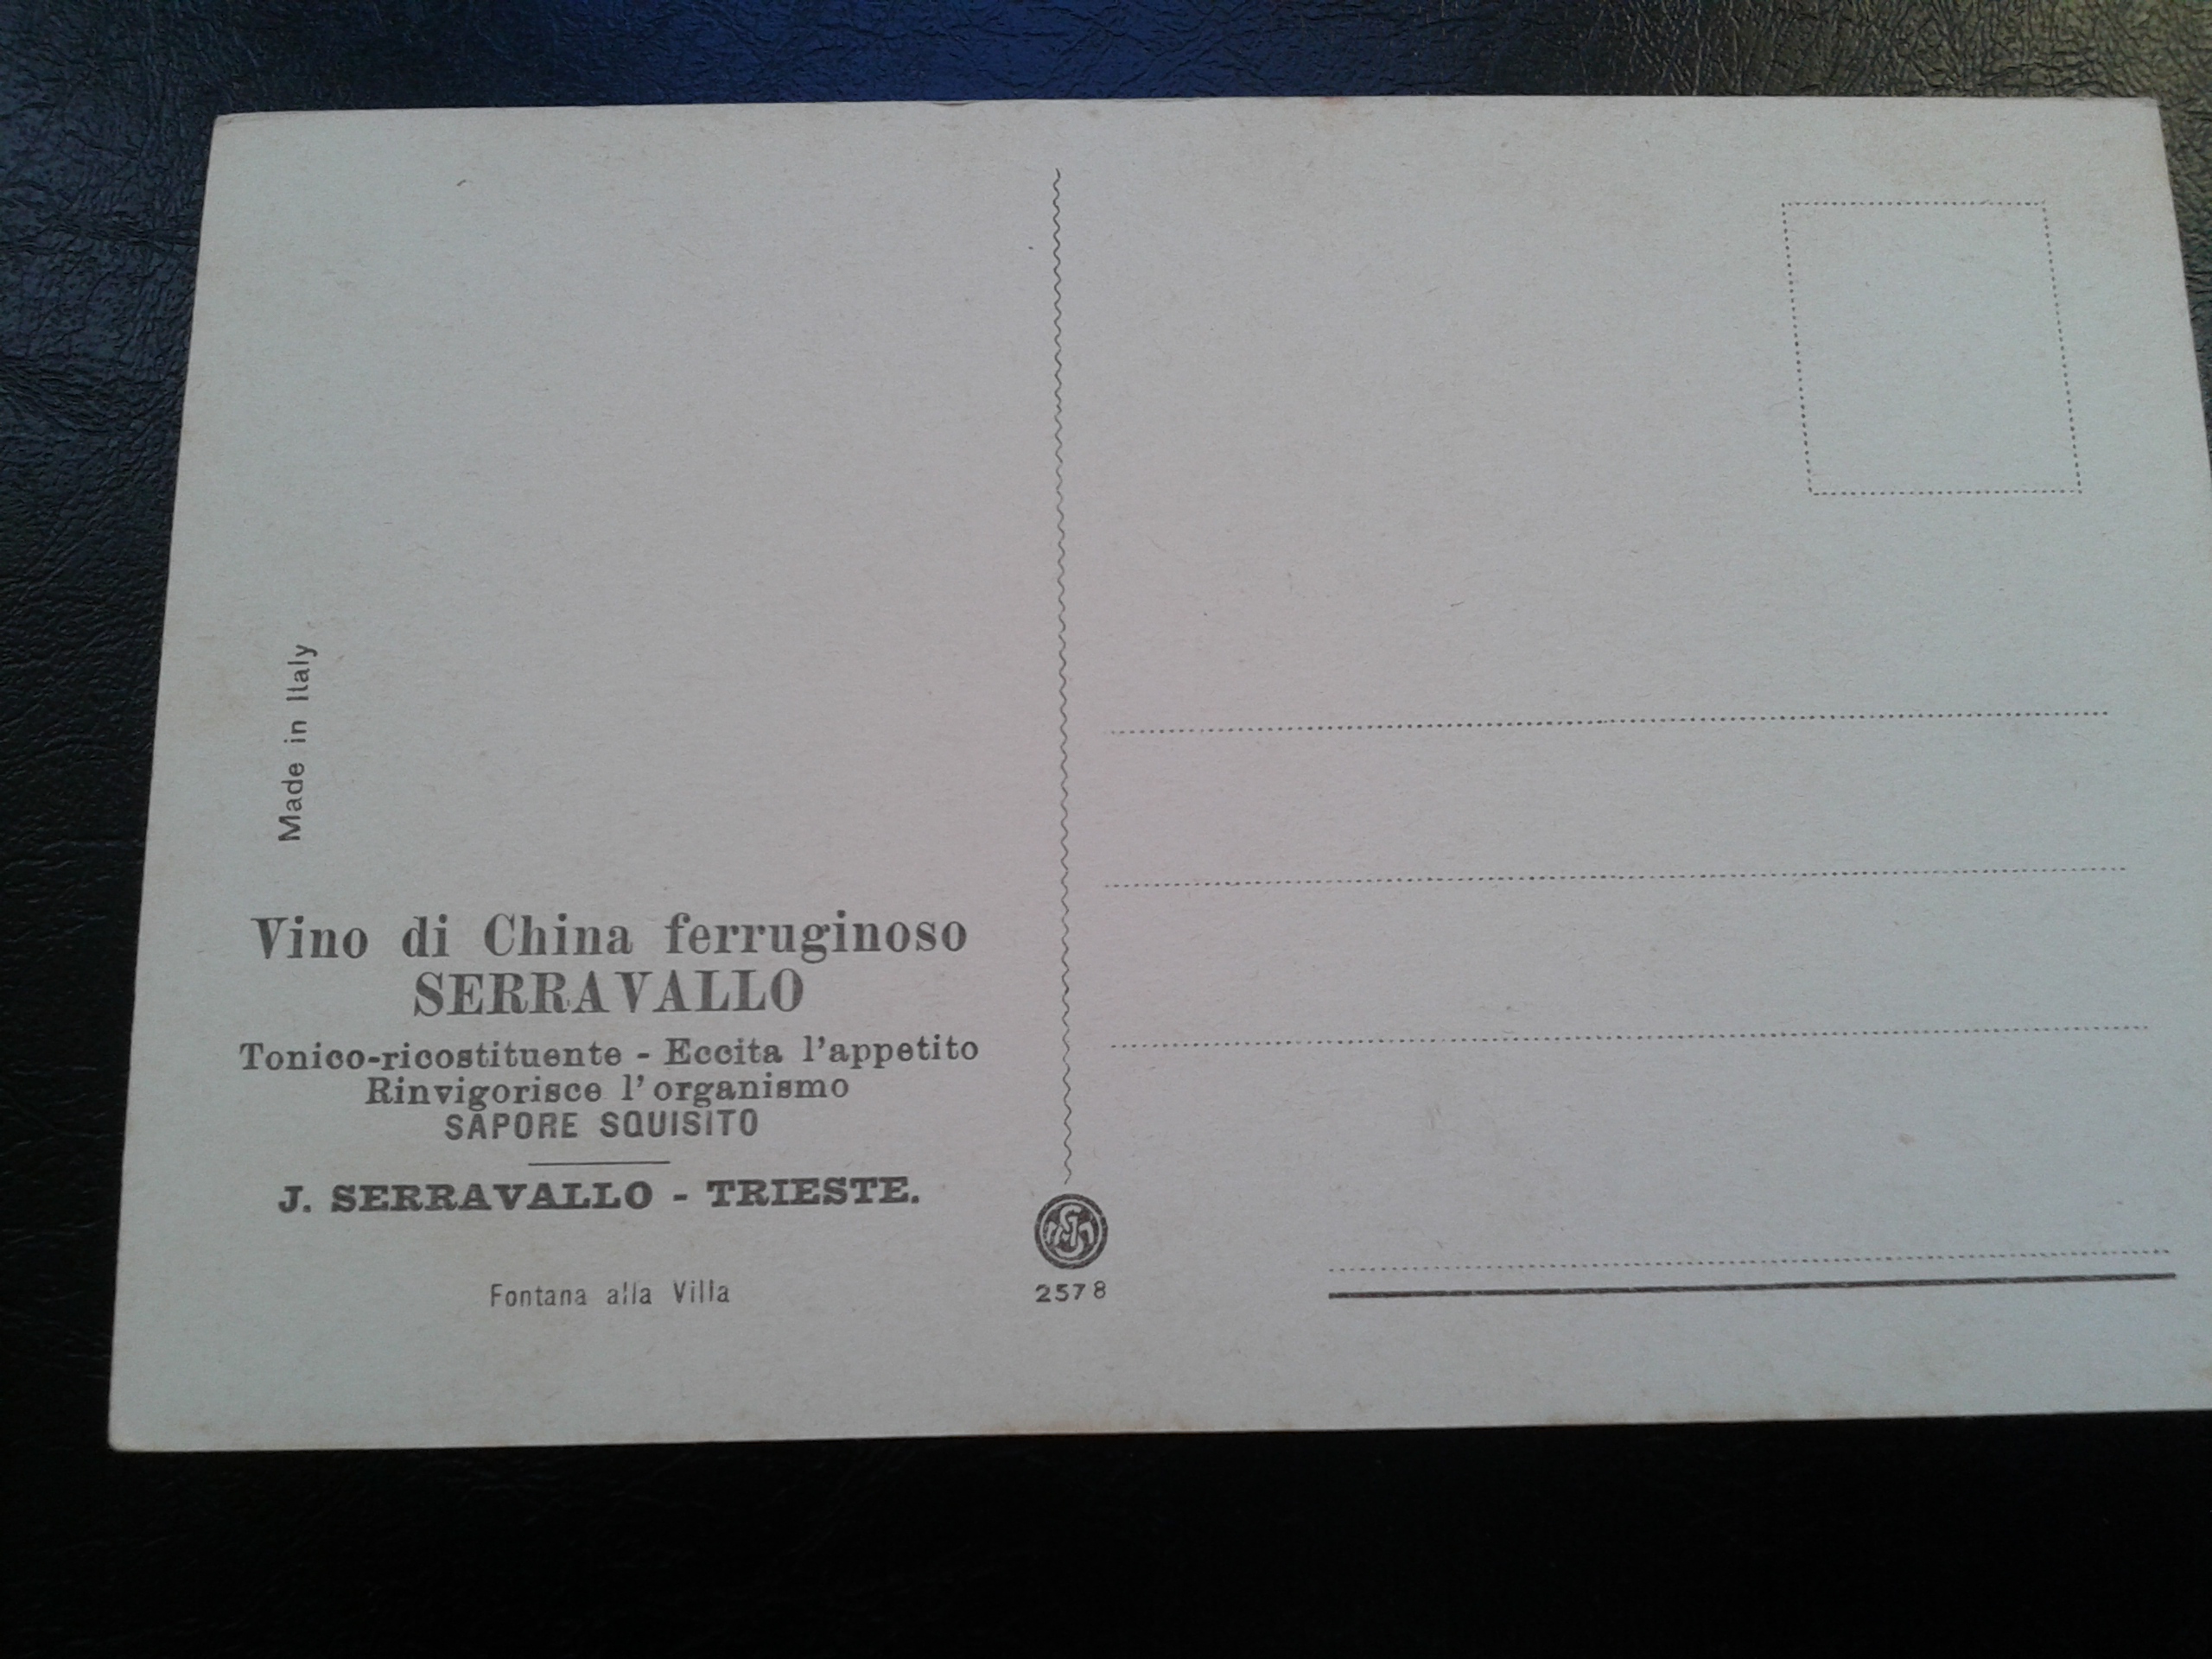 Made in Italy
Vino di China ferruginoso
SERRAVALLO
Tonico-ricostituente - Eccita l'appetito
Rinvigorisce l'organismo
SAPORE SQUISITO
J. SERRAVALLO - TRIESTE.
Fontana alla Villa
2578